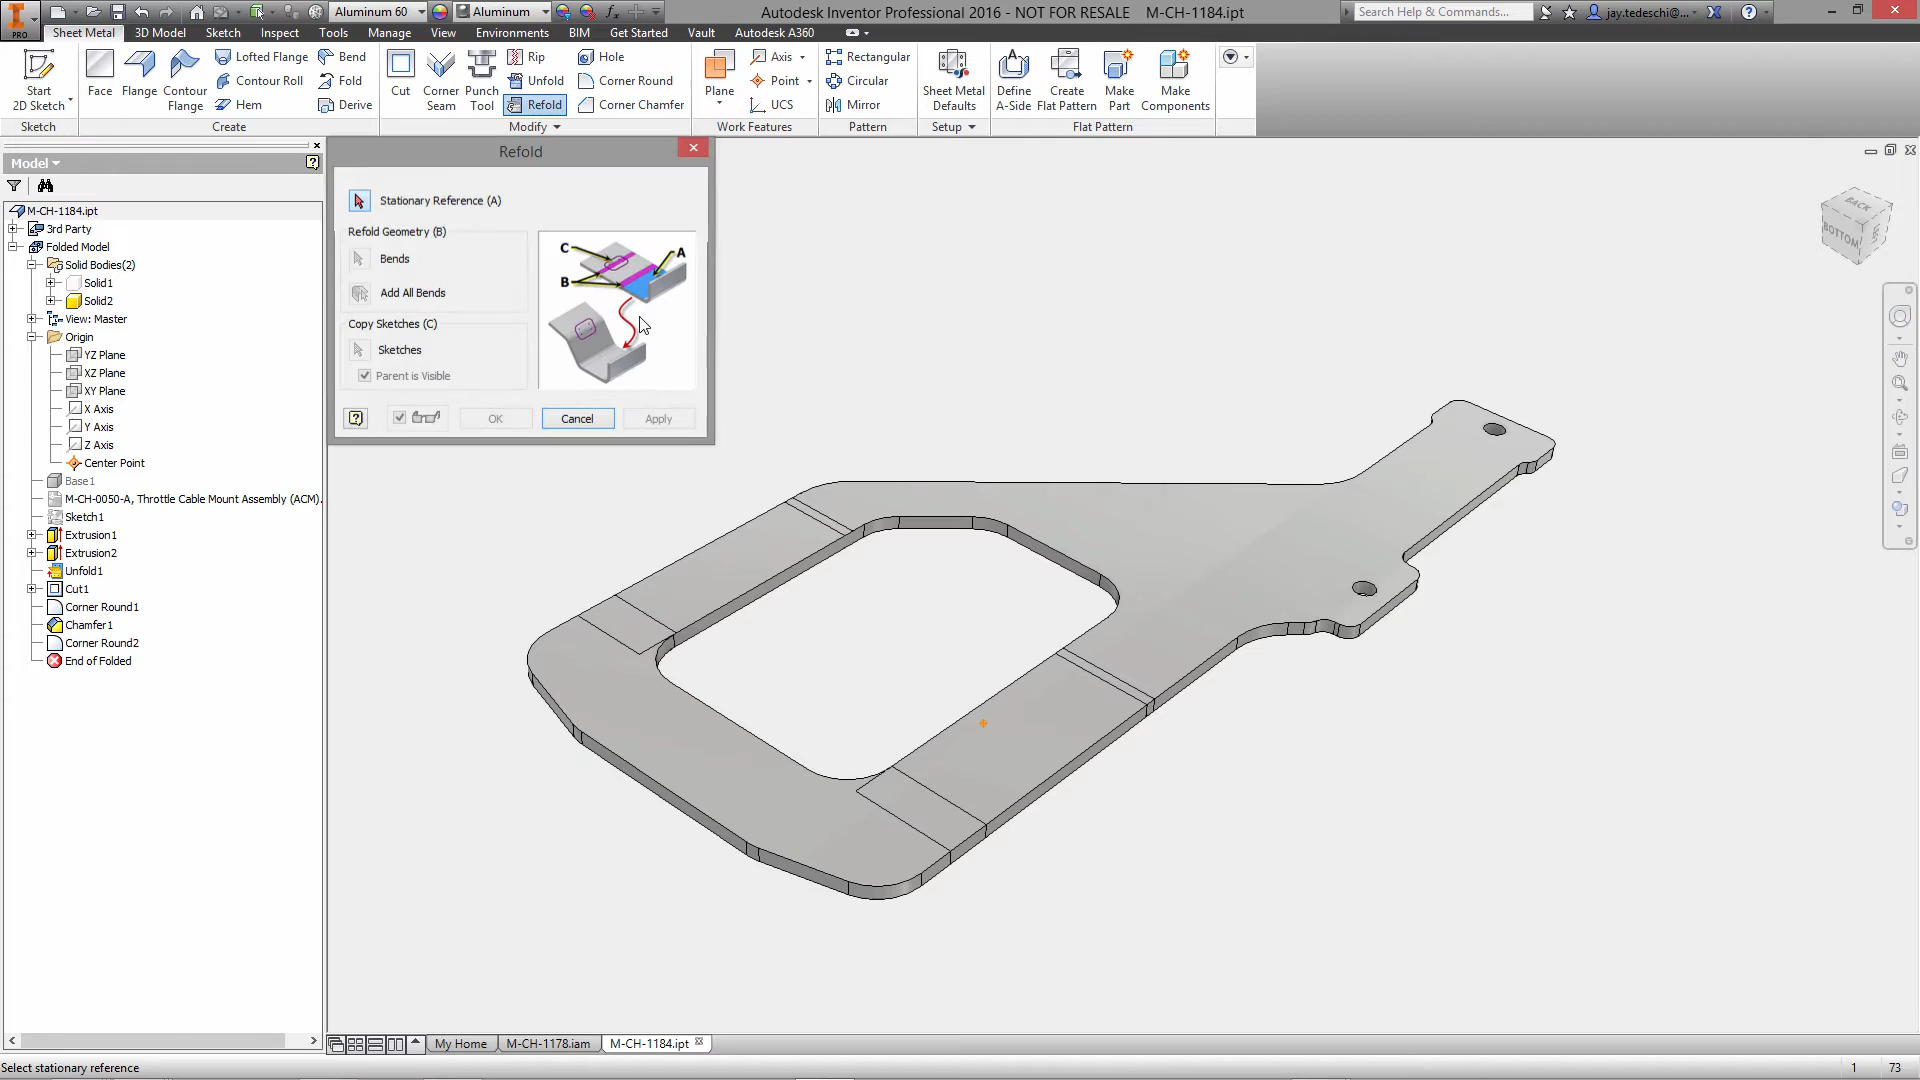 Aluminum 60
Aluminum
Autodesk Inventor Professional 2016 - NOT FOR RESALE M-CH-1184.ipt
Search Help & Commands...
jay.tedeschi@...
PRO
Sheet Metal
3D Model
Sketch
Inspect
Tools
Manage
View
Environments
BIM
Get Started
Vault
Autodesk A360
Start
2D Sketch
Face
Flange
Contour
Flange
Lofted Flange
Contour Roll
Hem
Bend
Fold
Derive
Cut
Corner
Seam
Punch
Tool
Rip
Unfold
Refold
Hole
Corner Round
Corner Chamfer
Plane
Axis
Point
UCS
Rectangular
Circular
Mirror
Sheet Metal
Defaults
Define
A-Side
Create
Flat Pattern
Make
Part
Make
Components
Sketch
Create
Modify
Work Features
Pattern
Setup
Flat Pattern
Model
M-CH-1184.ipt
3rd Party
Folded Model
Solid Bodies(2)
Solid1
Solid2
View: Master
Origin
YZ Plane
XZ Plane
XY Plane
X Axis
Y Axis
Z Axis
Center Point
Base1
M-CH-0050-A, Throttle Cable Mount Assembly (ACM).
Sketch1
Extrusion1
Extrusion2
Unfold1
Cut1
Corner Round1
Chamfer1
Corner Round2
End of Folded
Refold
Stationary Reference (A)
Refold Geometry (B)
Bends
Add All Bends
Copy Sketches (C)
Sketches
Parent is Visible
C
A
B
OK
Cancel
Apply
BACK
BOTTOM
My Home
M-CH-1178.iam
M-CH-1184.ipt
Select stationary reference
1
73